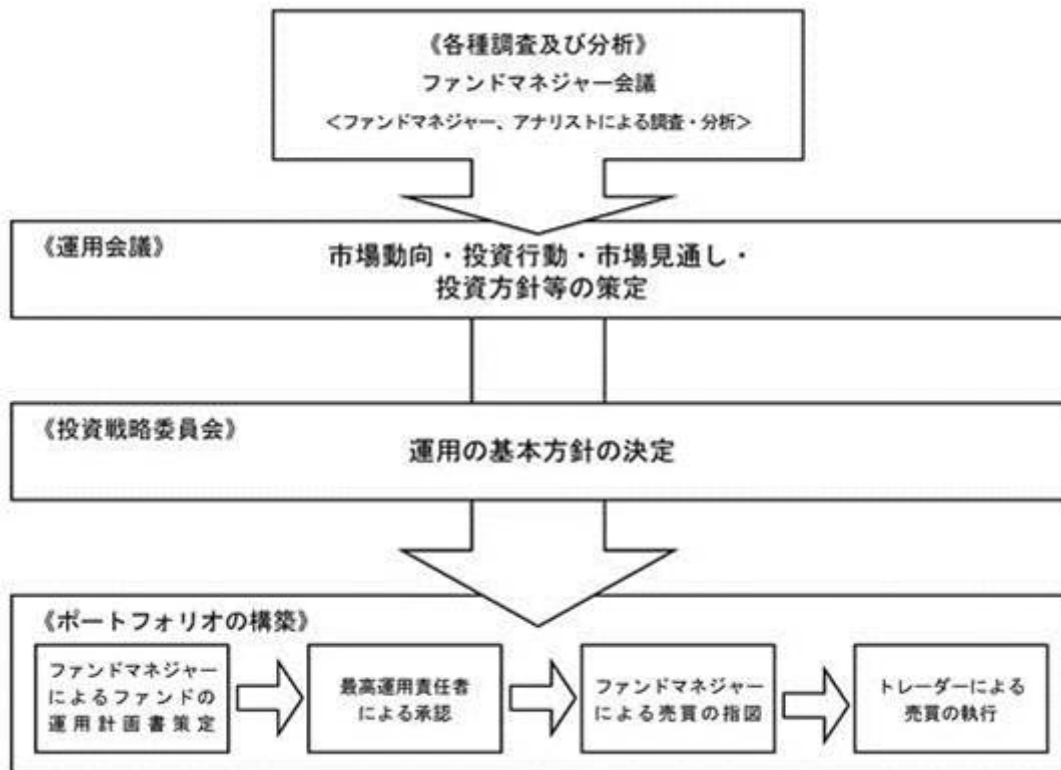 《各種調査及び分析》
ファンドマネジャー会議
<ファンドマネジャー、アナリストによる調査・分析>
《運用会議》
市場動向・投資行動・市場見通し・
投資方針等の策定
《投資戦略委員会》
運用の基本方針の決定
《ポートフォリオの構築》
ファンドマネジャー
によるファンドの
運用計画書策定
最高運用責任者
による承認
ファンドマネジャー
による売買の指図
トレーダーによる
売買の執行